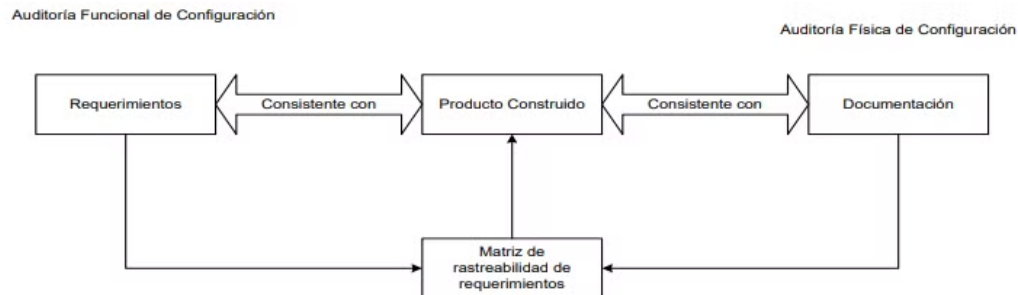 Auditoría Funcional de Configuración
Auditoría Física de Configuración
Requerimientos
Consistente con
Producto Construido
Consistente con
Documentación
Matriz de
rastreabilidad de
requerimientos